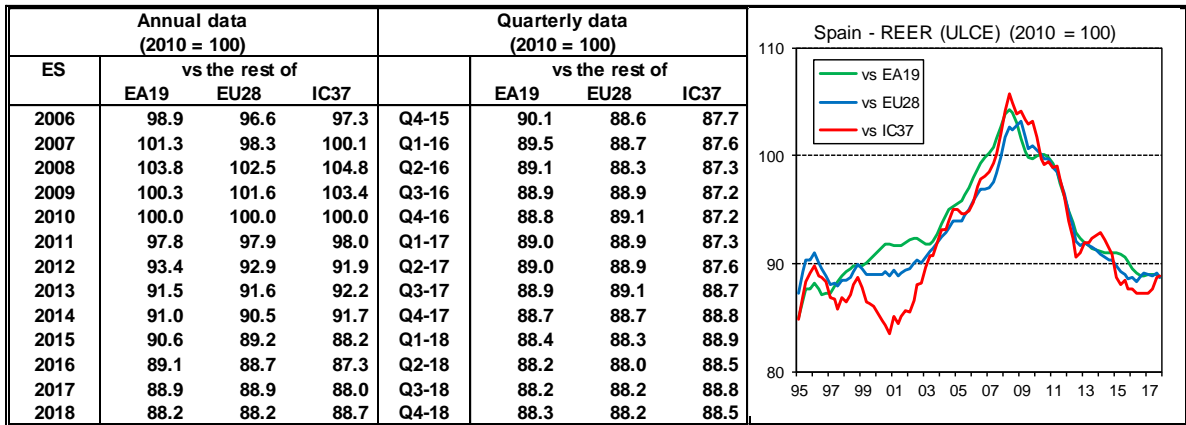 Annual data Quarterly data
(2010 = 100) (2010 = 100)
ES vs the rest of vs the rest of
EA19 EU28 IC37 EA19 EU28 IC37
2006 98.9 96.6 97.3 Q4-15 90.1 88.6 87.7
2007 101.3 98.3 100.1 Q1-16 89.5 88.7 87.6
2008 103.8 102.5 104.8 Q2-16 89.1 88.3 87.3
2009 100.3 101.6 103.4 Q3-16 88.9 88.9 87.2
2010 100.0 100.0 100.0 Q4-16 88.8 89.1 87.2
2011 97.8 97.9 98.0 Q1-17 89.0 88.9 87.3
2012 93.4 92.9 91.9 Q2-17 89.0 88.9 87.6
2013 91.5 91.6 92.2 Q3-17 88.9 89.1 88.7
2014 91.0 90.5 91.7 Q4-17 88.7 88.7 88.8
2015 90.6 89.2 88.2 Q1-18 88.4 88.3 88.9
2016 89.1 88.7 87.3 Q2-18 88.2 88.0 88.5
2017 88.9 88.9 88.0 Q3-18 88.2 88.2 88.8
2018 88.2 88.2 88.7 Q4-18 88.3 88.2 88.5
Spain - REER (ULCE) (2010 = 100)
110
vs EA19
vs EU28
vs IC37
100
90
80
95 97 99 01 03 05 07 09 11 13 15 17